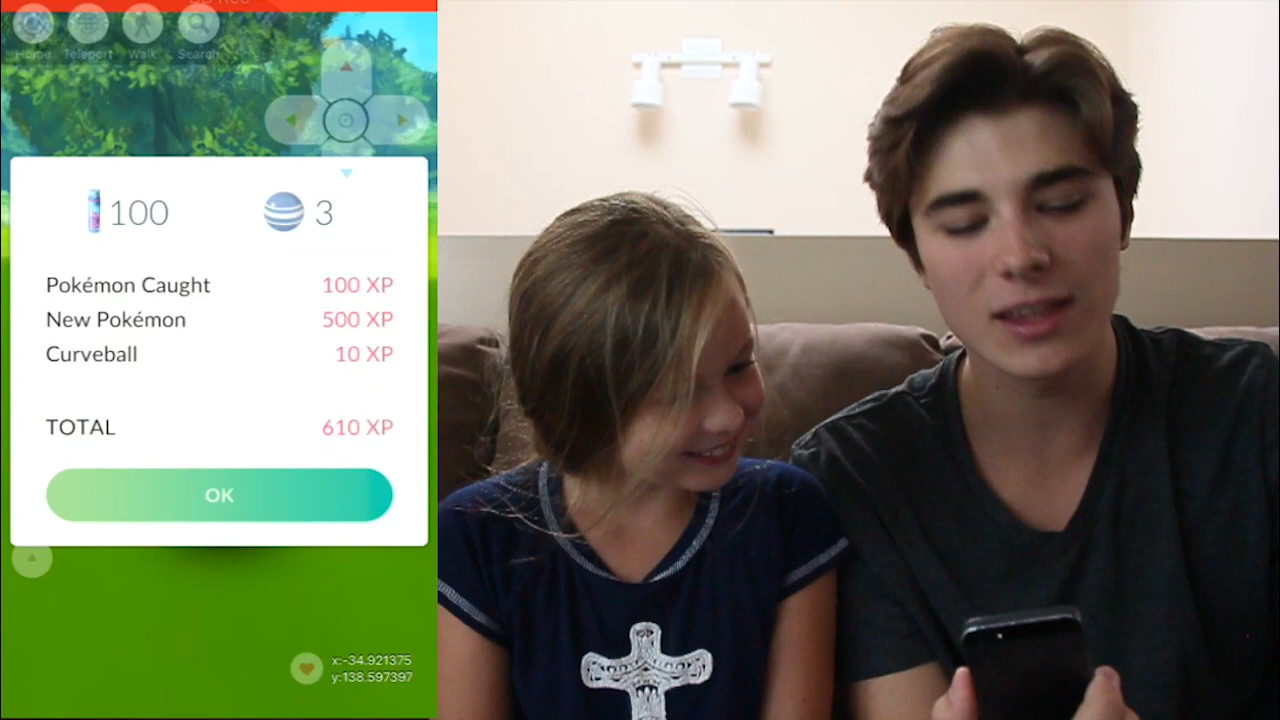 Home Teleport Walk Search
100 3
Pokémon Caught 100 XP
New Pokémon 500 XP
Curveball 10 XP
TOTAL 610 XP
OK
x:-34.921375
y:138.597397